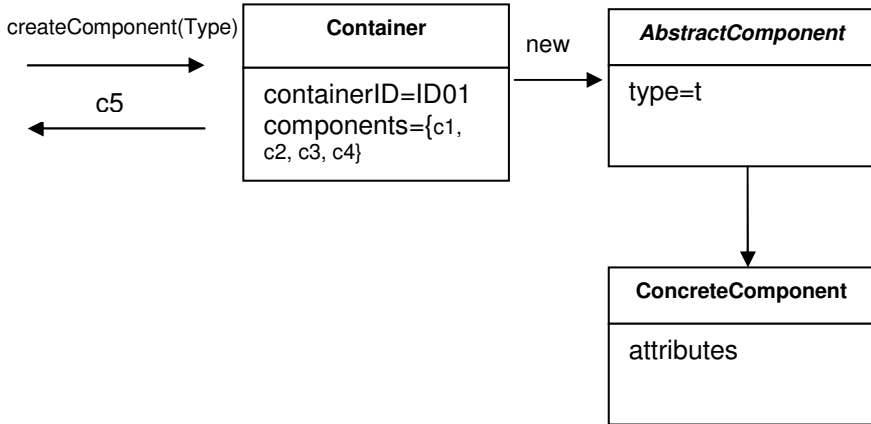 createComponent(Type)
c5
Container
containerID=ID01
components={c1,
c2, c3, c4}
new
AbstractComponent
type=t
ConcreteComponent
attributes